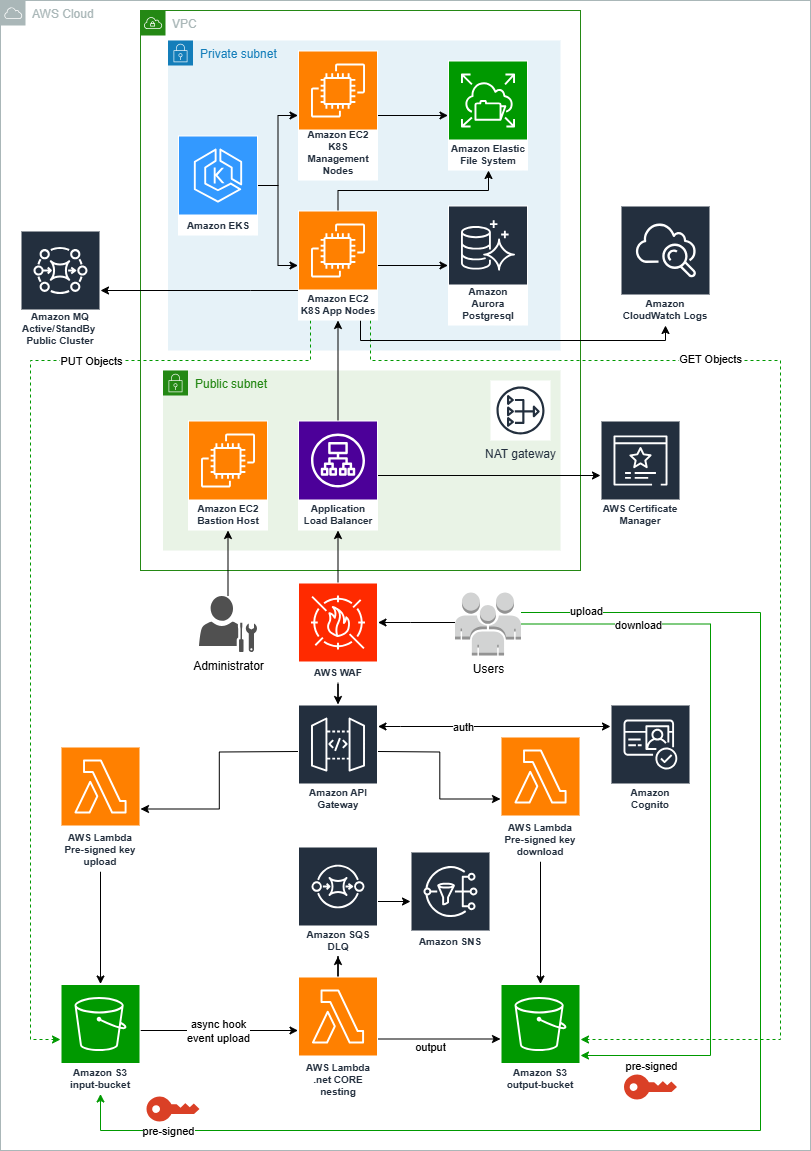 AWS Cloud
VPC
Private subnet
Amazon EC2
K8S
Management
Nodes
Amazon Elastic
File System
K
Amazon EKS
Amazon MQ
Active/StandBy
Public Cluster
Amazon EC2
K8S App Nodes
Amazon
Aurora
Postgresql
Amazon
CloudWatch Logs
PUT Objects
GET Objects
Public subnet
NAT gateway
Amazon EC2
Bastion Host
Application
Load Balancer
AWS Certificate
Manager
Administrator
AWS WAF
Users
upload
download
auth
Amazon API
Gateway
Amazon
Cognito
AWS Lambda
Pre-signed key
upload
AWS Lambda
Pre-signed key
download
Amazon SQS
DLQ
Amazon SNS
async hook
event upload
output
Amazon S3
input-bucket
AWS Lambda
.net CORE
nesting
Amazon S3
output-bucket
pre-signed
pre-signed